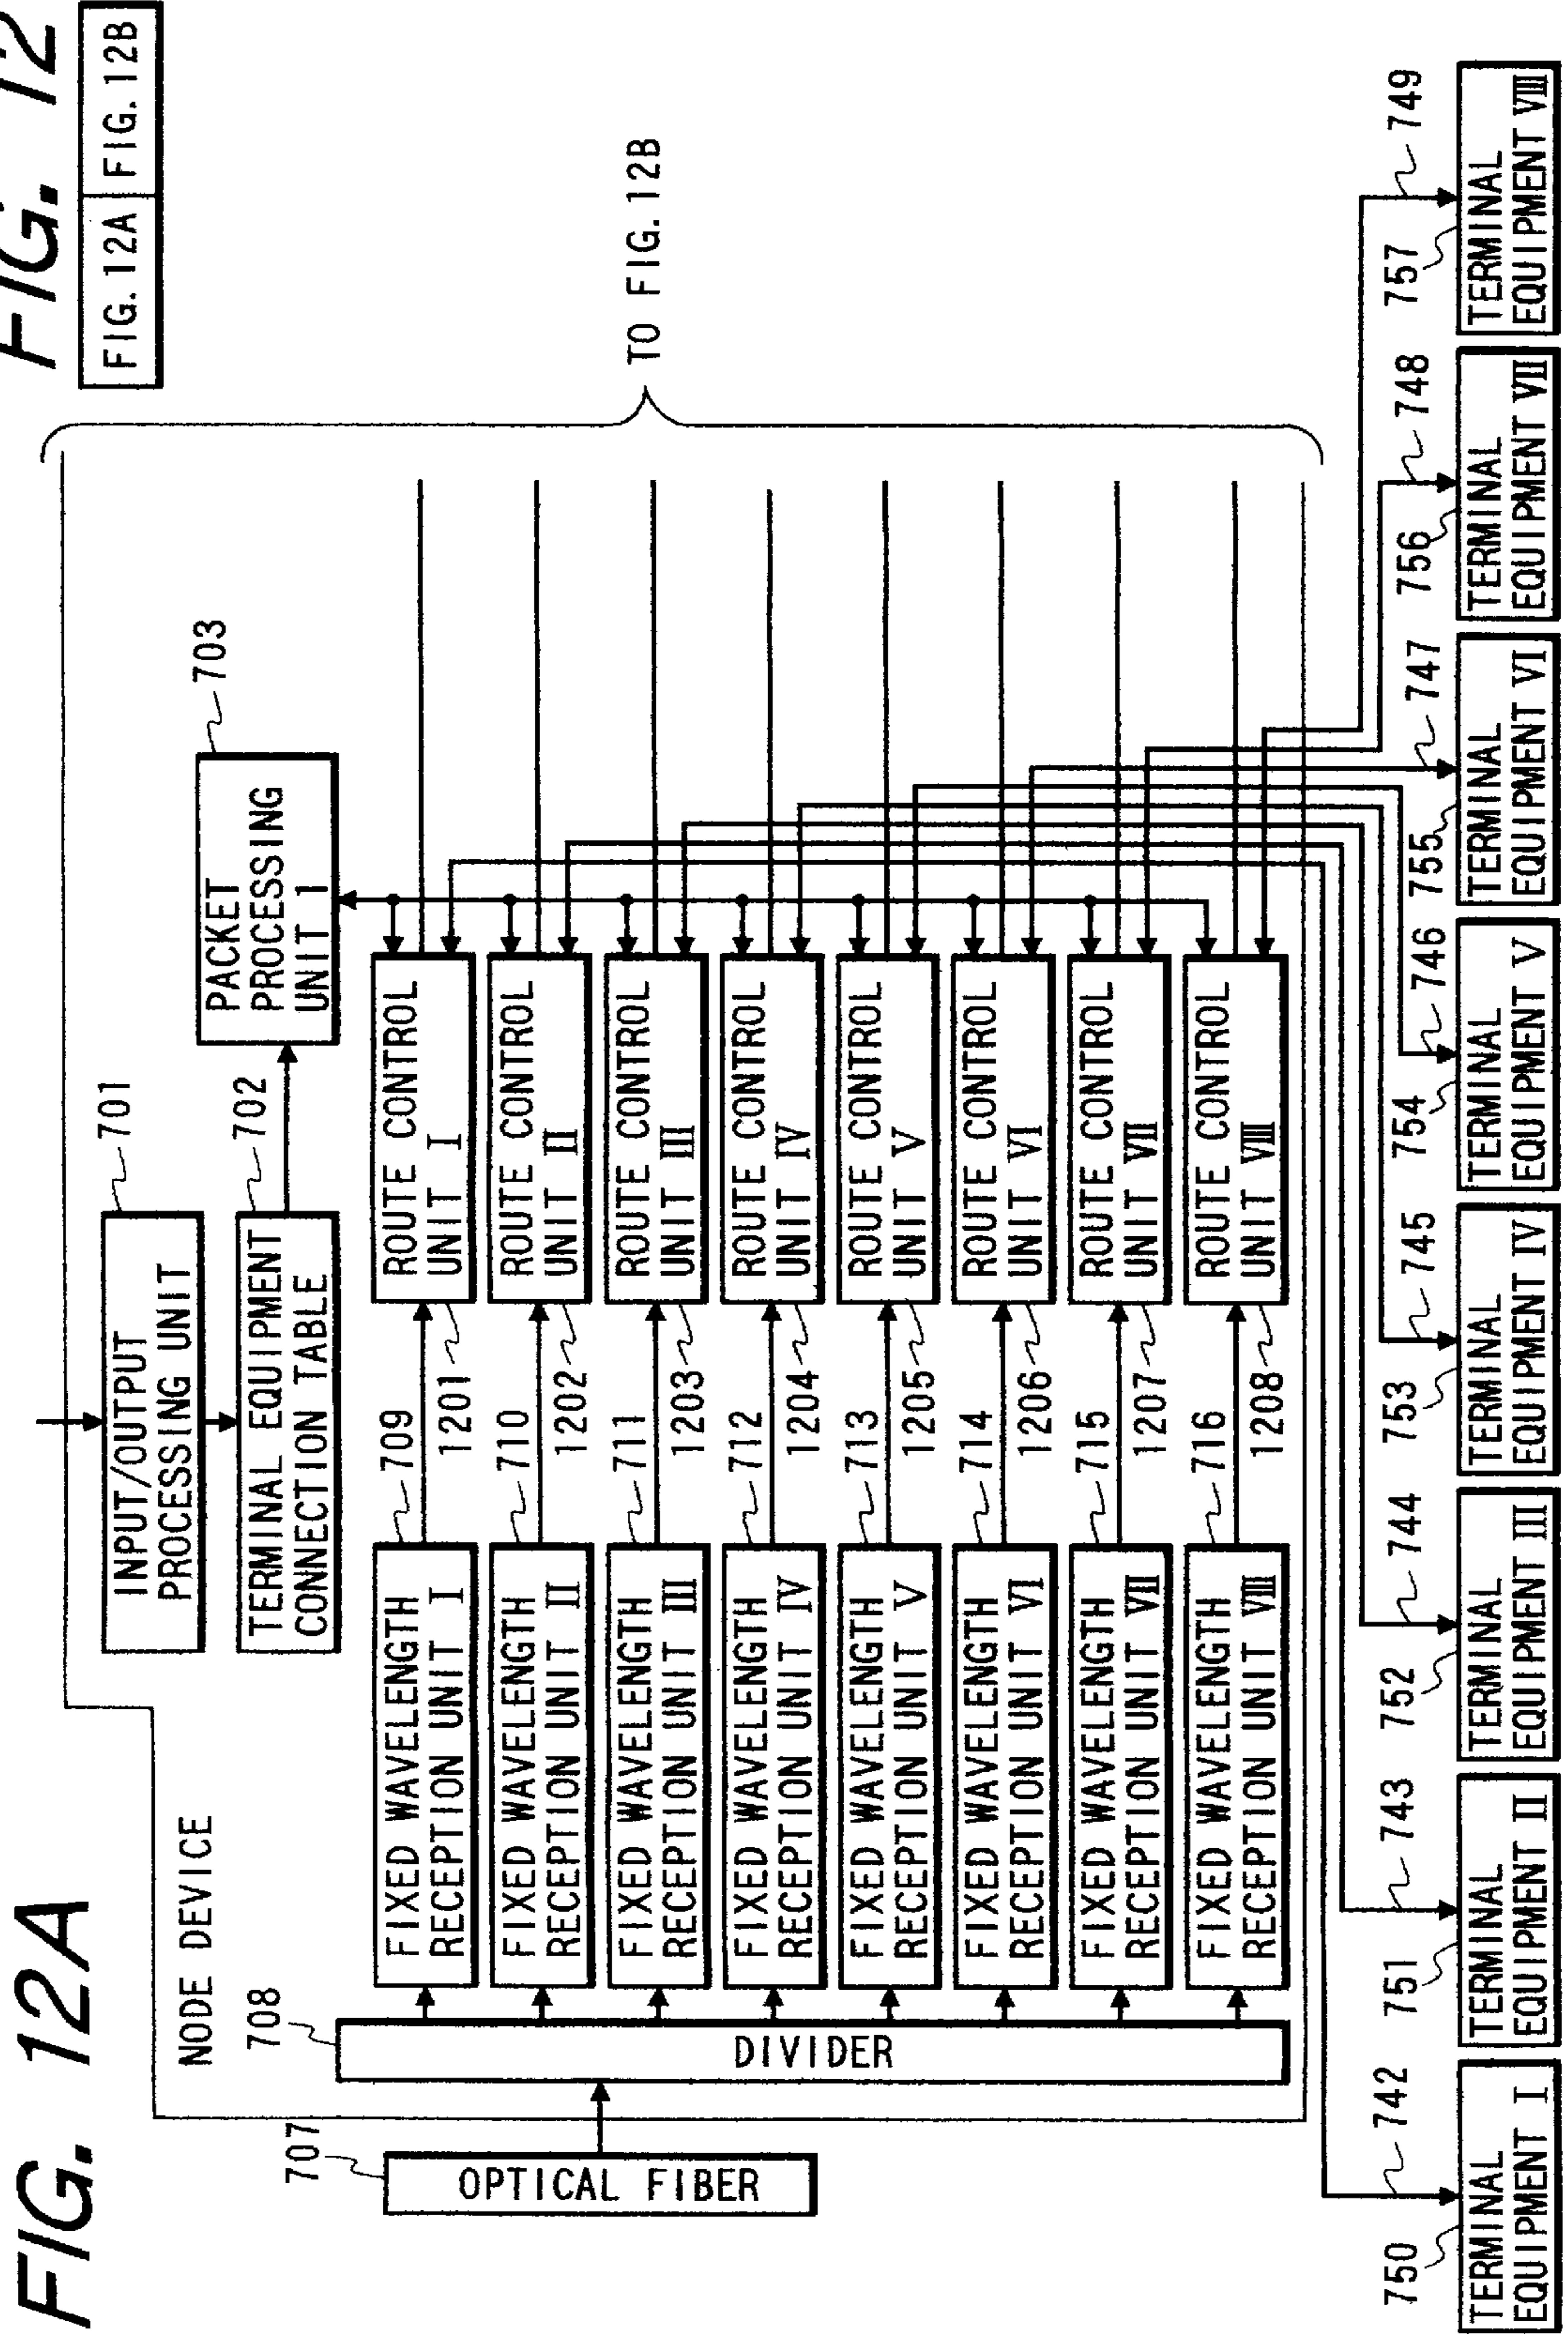 FIG. 12A
FIG. 12
FIG. 12A
FIG. 12B
NODE DEVICE
INPUT/OUTPUT
PROCESSING UNIT
701
TERMINAL EQUIPMENT
CONNECTION TABLE
702
PACKET
PROCESSING
UNIT 1
703
707
OPTICAL FIBER
708
DIVIDER
FIXED WAVELENGTH
RECEPTION UNIT I
709
1201
ROUTE CONTROL
UNIT I
FIXED WAVELENGTH
RECEPTION UNIT II
710
1202
ROUTE CONTROL
UNIT II
FIXED WAVELENGTH
RECEPTION UNIT III
711
1203
ROUTE CONTROL
UNIT III
FIXED WAVELENGTH
RECEPTION UNIT IV
712
1204
ROUTE CONTROL
UNIT IV
FIXED WAVELENGTH
RECEPTION UNIT V
713
1205
ROUTE CONTROL
UNIT V
FIXED WAVELENGTH
RECEPTION UNIT VI
714
1206
ROUTE CONTROL
UNIT VI
FIXED WAVELENGTH
RECEPTION UNIT VII
715
1207
ROUTE CONTROL
UNIT VII
FIXED WAVELENGTH
RECEPTION UNIT VIII
716
1208
ROUTE CONTROL
UNIT VIII
TO FIG. 12B
750
742
TERMINAL
EQUIPMENT I
751
743
TERMINAL
EQUIPMENT II
752
744
TERMINAL
EQUIPMENT III
753
745
TERMINAL
EQUIPMENT IV
754
746
TERMINAL
EQUIPMENT V
755
747
TERMINAL
EQUIPMENT VI
756
748
TERMINAL
EQUIPMENT VII
757
749
TERMINAL
EQUIPMENT VIII